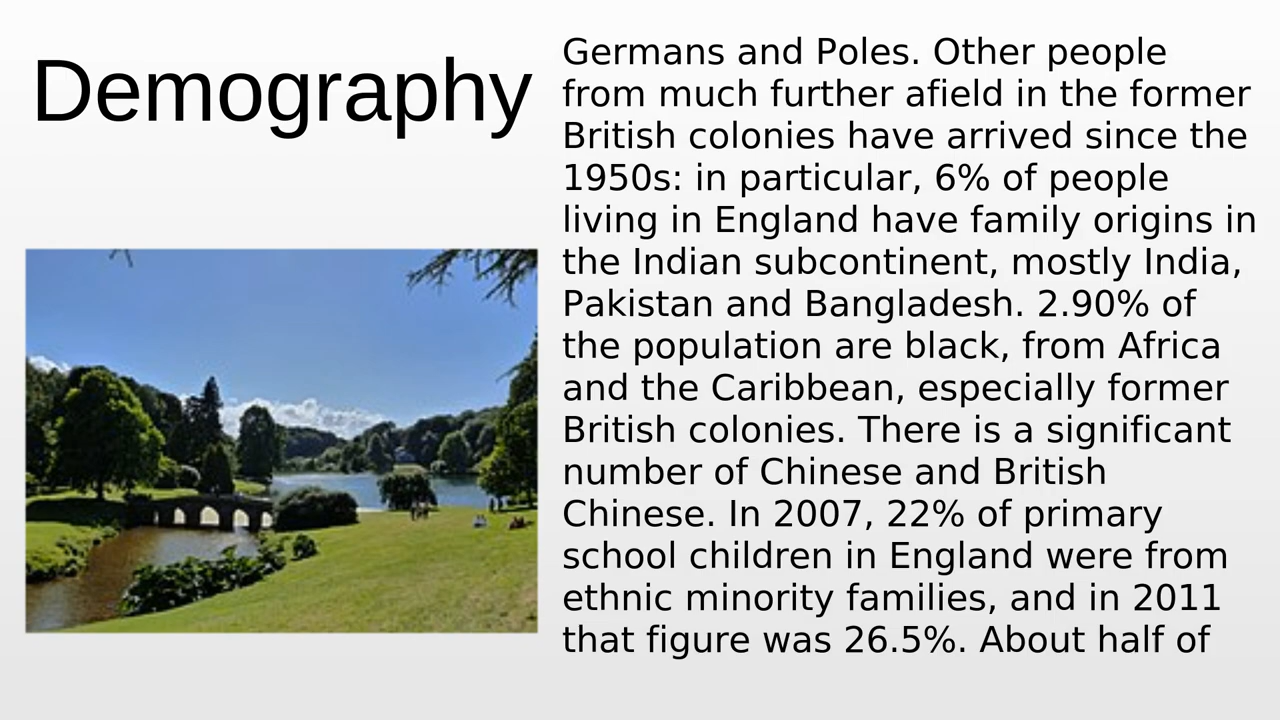 Demography
Germans and Poles. Other people
from much further afield in the former
British colonies have arrived since the
1950s: in particular, 6% of people
living in England have family origins in
the Indian subcontinent, mostly India,
Pakistan and Bangladesh. 2.90% of
the population are black, from Africa
and the Caribbean, especially former
British colonies. There is a significant
number of Chinese and British
Chinese. In 2007, 22% of primary
school children in England were from
ethnic minority families, and in 2011
that figure was 26.5%. About half of